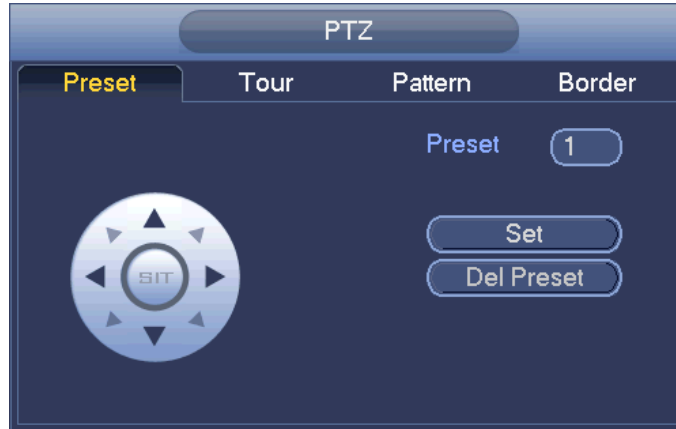 PTZ
Preset Tour Pattern Border
Preset 1
SIT
Set
Del Preset